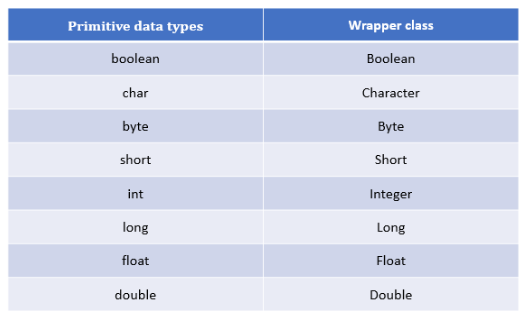 Primitive data types Wrapper class
boolean Boolean
char Character
byte Byte
short Short
int Integer
long Long
float Float
double Double